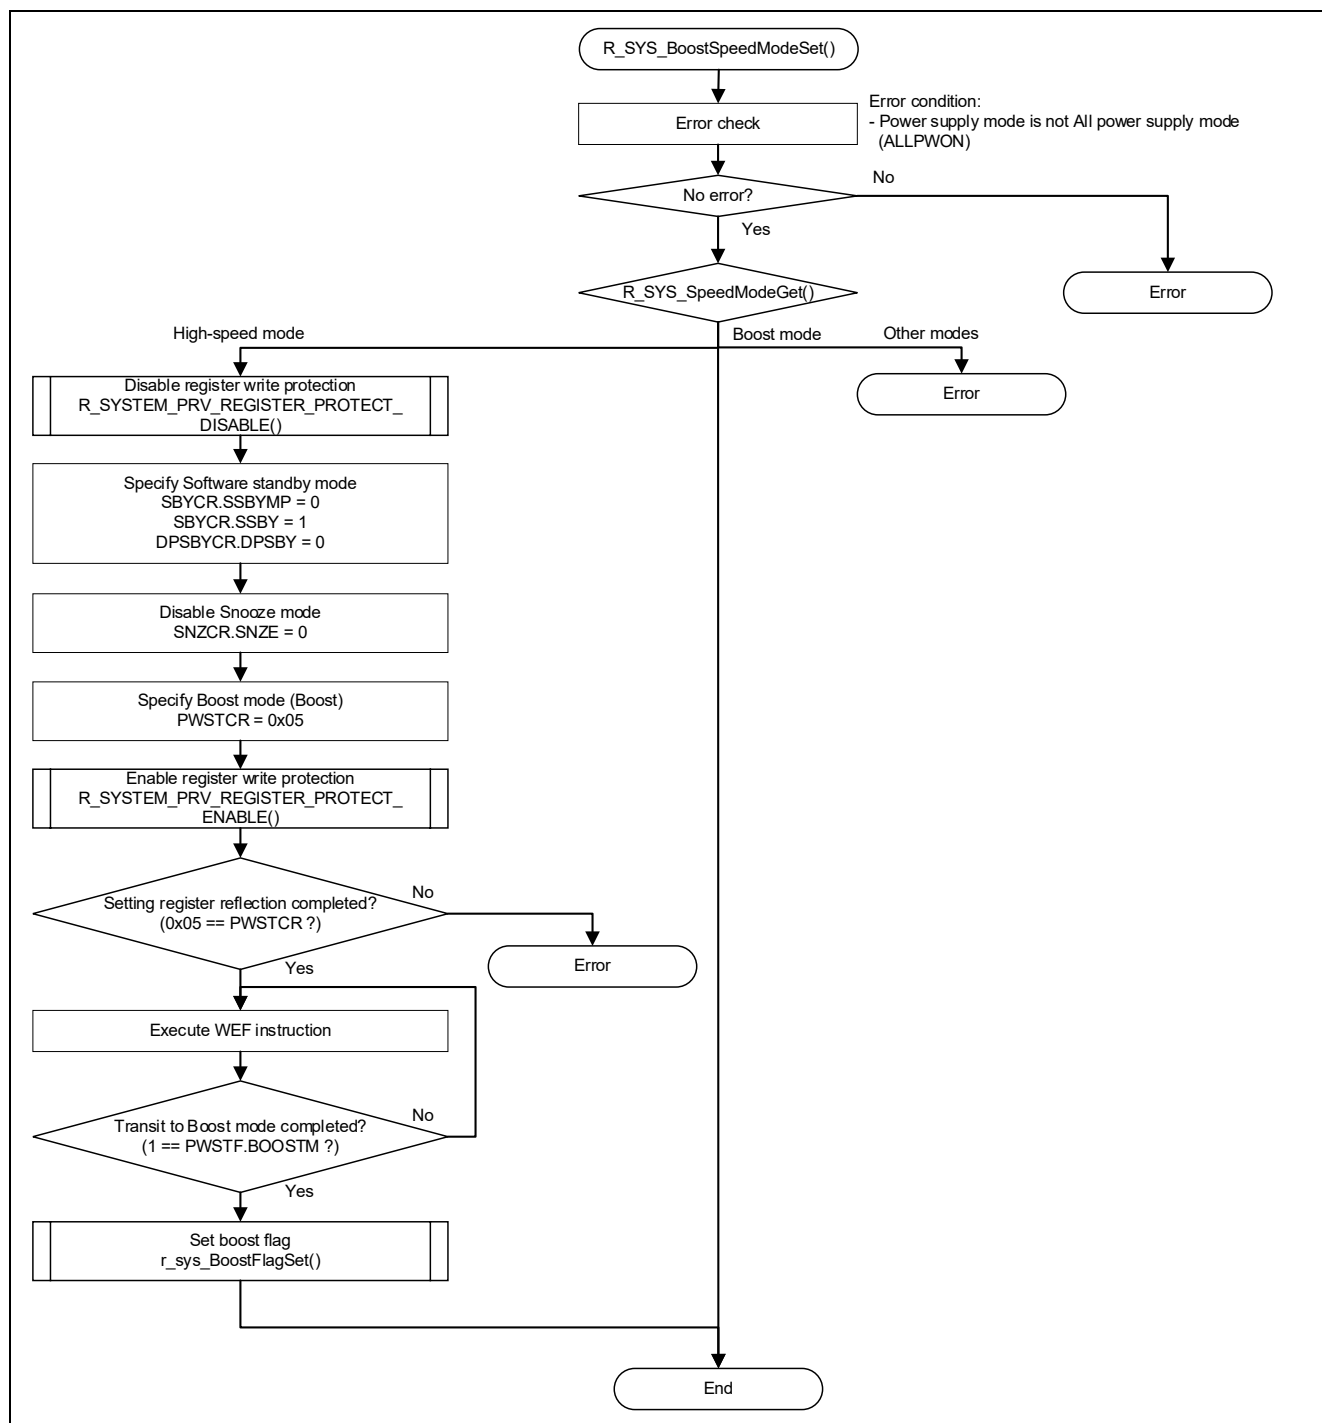 R_SYS_BoostSpeedModeSet()
Error check
Error condition:
- Power supply mode is not All power supply mode
(ALLPWON)
No error?
No
Yes
R_SYS_SpeedModeGet()
Error
High-speed mode
Boost mode
Other modes
Error
Disable register write protection
R_SYSTEM_PRV_REGISTER_PROTECT_
DISABLE()
Specify Software standby mode
SBYCR.SSBYMP = 0
SBYCR.SSBY = 1
DPSBYCR.DPSBY = 0
Disable Snooze mode
SNZCR.SNZE = 0
Specify Boost mode (Boost)
PWSTCR = 0x05
Enable register write protection
R_SYSTEM_PRV_REGISTER_PROTECT_
ENABLE()
Setting register reflection completed?
(0x05 == PWSTCR ?)
No
Error
Yes
Execute WEF instruction
Transit to Boost mode completed?
(1 == PWSTF.BOOSTM ?)
No
Yes
Set boost flag
r_sys_BoostFlagSet()
End